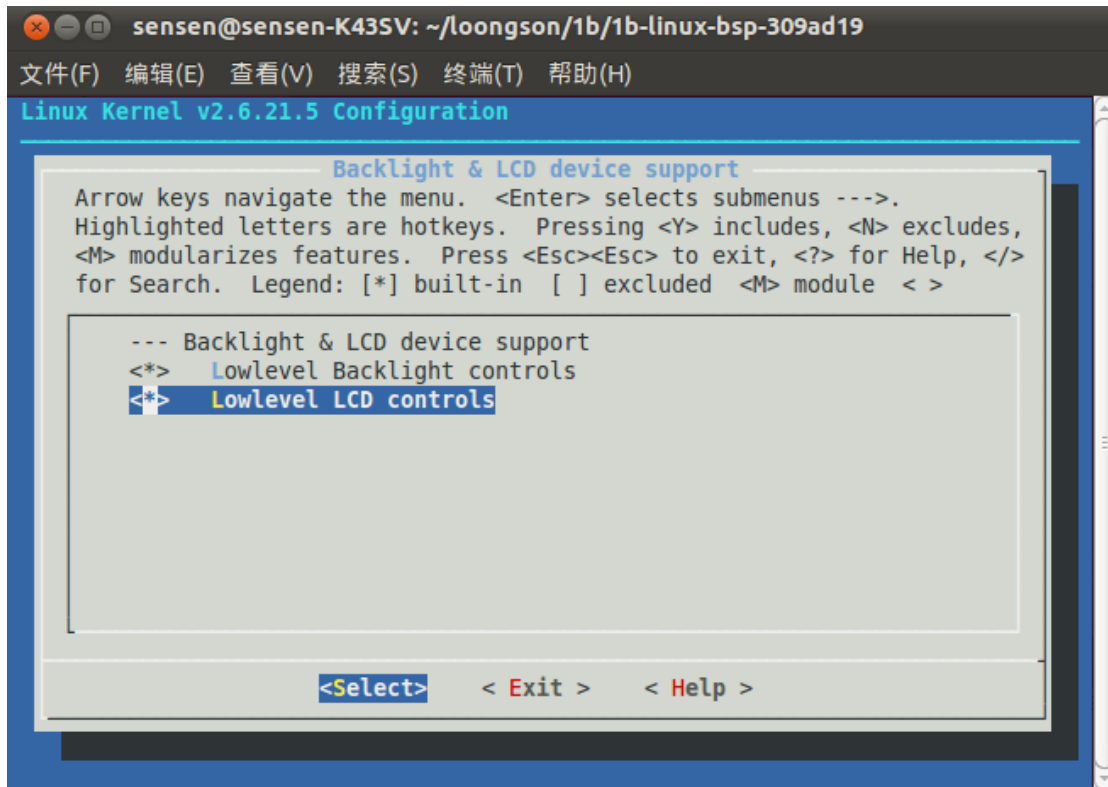 sensen@sensen-K43SV: ~/loongson/1b/1b-linux-bsp-309ad19
文件(F) 编辑(E) 查看(V) 搜索(S) 终端(T) 帮助(H)
Linux Kernel v2.6.21.5 Configuration
Backlight & LCD device support
Arrow keys navigate the menu.  <Enter> selects submenus --->.
Highlighted letters are hotkeys.  Pressing <Y> includes, <N> excludes,
<M> modularizes features.  Press <Esc><Esc> to exit, <?> for Help, </>
for Search.  Legend: [*] built-in  [ ] excluded  <M> module  < >
--- Backlight & LCD device support
<*>   Lowlevel Backlight controls
<*>   Lowlevel LCD controls
<Select>    < Exit >    < Help >